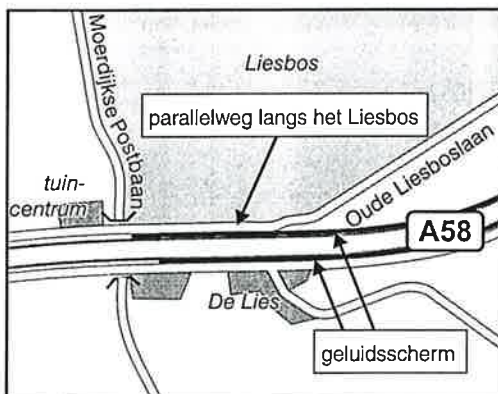 Moerdijkse Postbaan
Liesbos
parallelweg langs het Liesbos
Oude Liesboslaan
tuin-
centrum
A58
De Lies
geluidsscherm